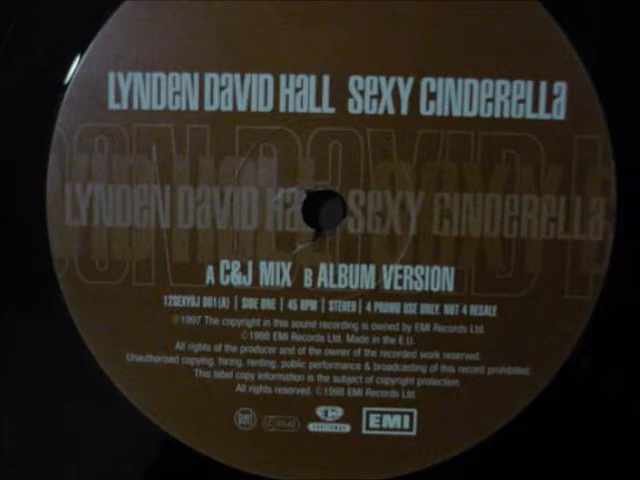 LYNDEN DAVID HALL SEXY CINDERELLA
LYNDEN DAVID HALL SEXY CINDERELLA
A C&J MIX B ALBUM VERSION
12SEXYDJ 001(A) | SIDE ONE | 45 RPM | STEREO | 4 PROMO USE ONLY. NOT 4 RESALE
℗1997 The copyright in this sound recording is owned by EMI Records Ltd.
©1998 EMI Records Ltd. Made in the E.U.
All rights of the producer and of the owner of the recorded work reserved.
Unauthorised copying, hiring, renting, public performance & broadcasting of this record prohibited.
This label copy information is the subject of copyright protection.
All rights reserved. ©1998 EMI Records Ltd.
EMI